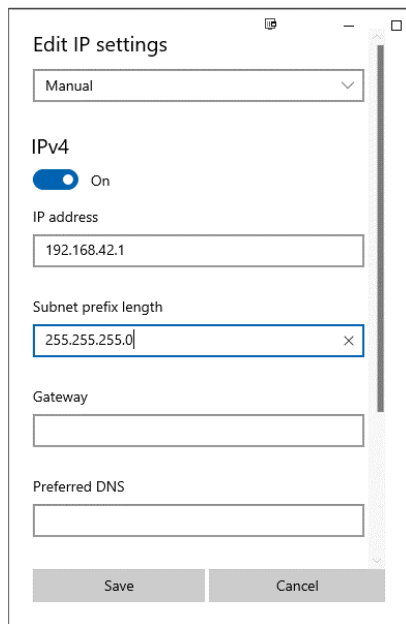 Edit IP settings
Manual
IPv4
On
IP address
192.168.42.1
Subnet prefix length
255.255.255.0
Gateway
Preferred DNS
Save Cancel